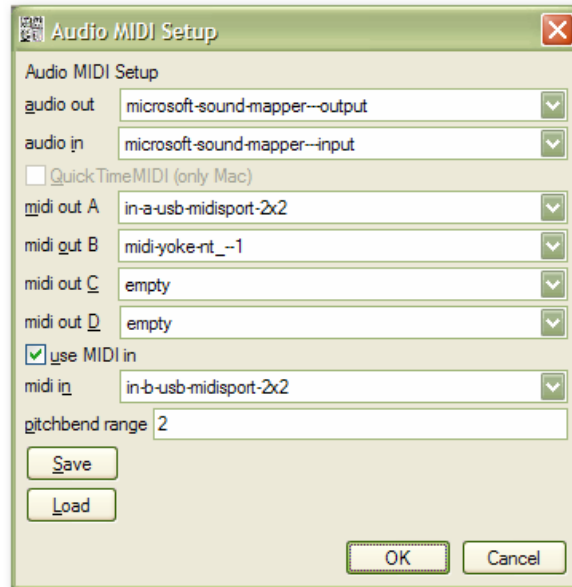 Audio MIDI Setup
Audio MIDI Setup
audio out microsoft-sound-mapper---output
audio in microsoft-sound-mapper---input
QuickTimeMIDI (only Mac)
midi out A in-a-usb-midisport-2x2
midi out B midi-yoke-nt_--1
midi out C empty
midi out D empty
use MIDI in
midi in in-b-usb-midisport-2x2
pitchbend range 2
Save
Load
OK Cancel